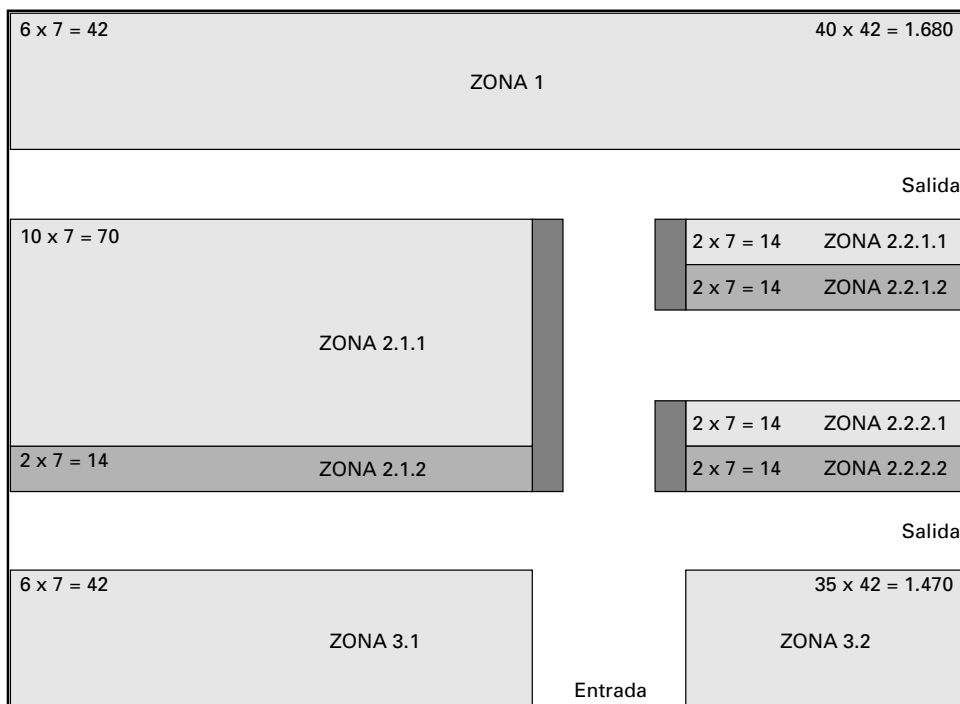 6 x 7 = 42 40 x 42 = 1.680
ZONA 1
Salida
10 x 7 = 70
ZONA 2.1.1
2 x 7 = 14 ZONA 2.1.2
2 x 7 = 14 ZONA 2.2.1.1
2 x 7 = 14 ZONA 2.2.1.2
2 x 7 = 14 ZONA 2.2.2.1
2 x 7 = 14 ZONA 2.2.2.2
Salida
6 x 7 = 42
ZONA 3.1
35 x 42 = 1.470
ZONA 3.2
Entrada